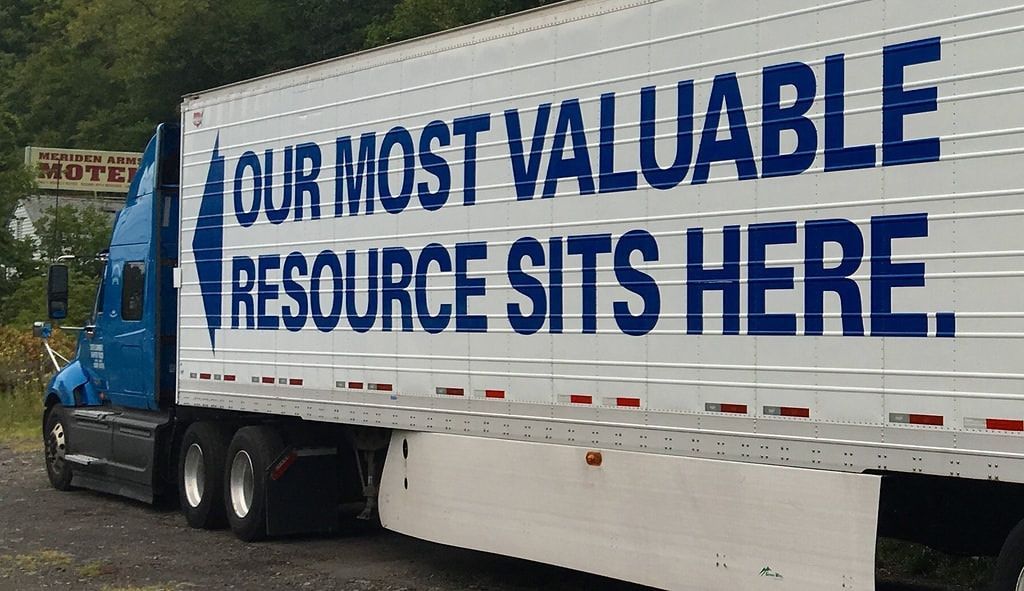 MERIDEN ARMS
MOTEL
OUR MOST VALUABLE
RESOURCE SITS HERE.